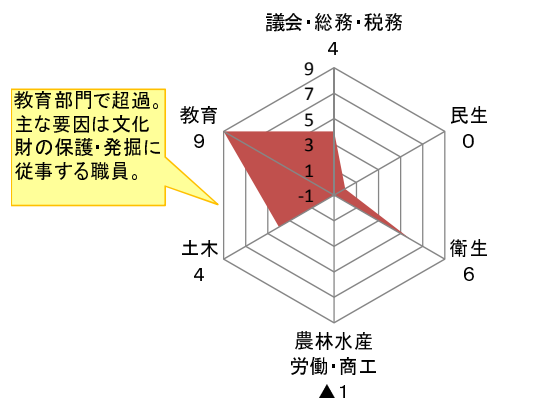 議会・総務・税務
4
9
7
5
3
1
-1
民生
0
衛生
6
農林水産
労働・商工
▲1
土木
4
教育
9
教育部門で超過。
主な要因は文化
財の保護・発掘に
従事する職員。